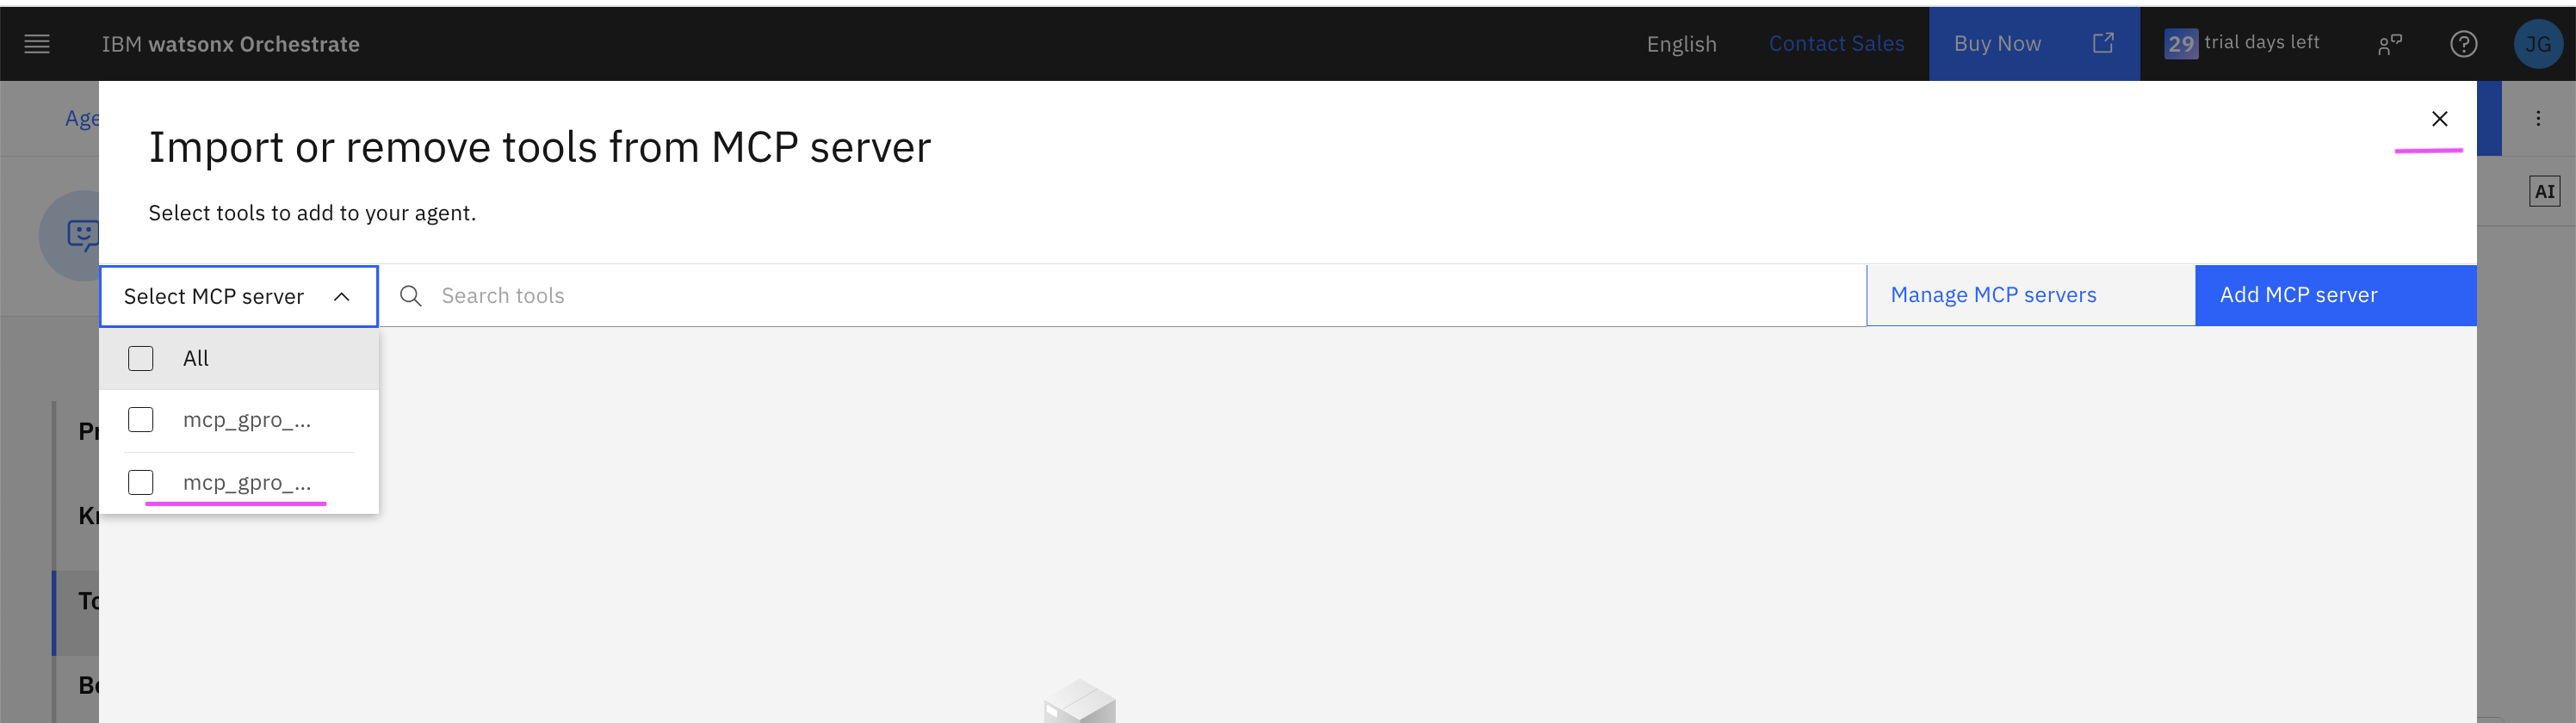 IBM watsonx Orchestrate
English
Contact Sales
Buy Now
29 trial days left
JG
Age
Import or remove tools from MCP server
Select tools to add to your agent.
AI
Select MCP server
Search tools
Manage MCP servers
Add MCP server
All
mcp_gpro_...
mcp_gpro_...
Pr
Kr
To
Be